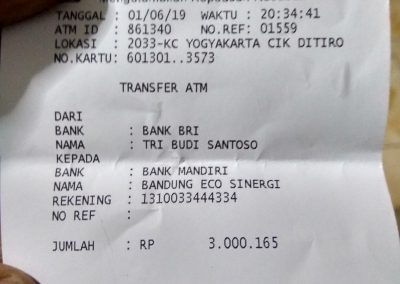 TANGGAL : 01/06/19 WAKTU : 20:34:41
ATM ID : 861340 NO.REF: 01559
LOKASI : 2033-KC YOGYAKARTA CIK DITIRO
NO.KARTU: 601301..3573
TRANSFER ATM
DARI
BANK : BANK BRI
NAMA : TRI BUDI SANTOSO
KEPADA
BANK : BANK MANDIRI
NAMA : BANDUNG ECO SINERGI
REKENING : 1310033444334
NO REF :
JUMLAH : RP 3.000.165